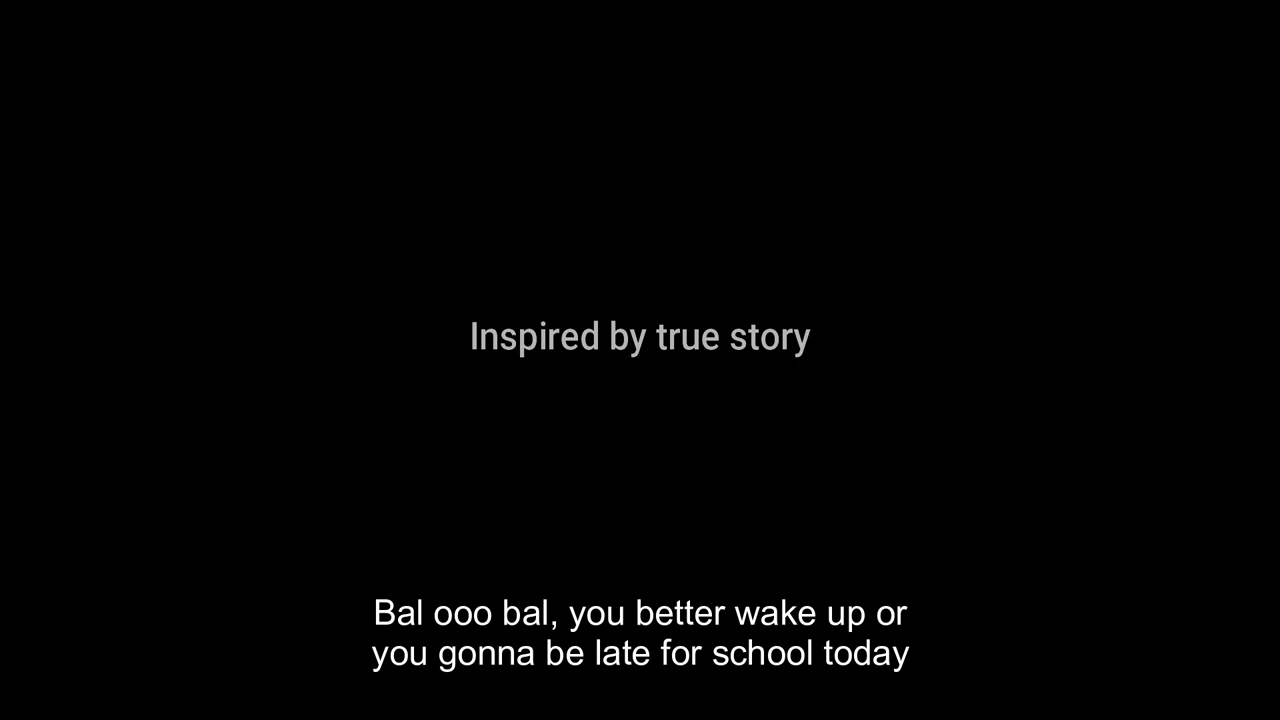 Inspired by true story
Bal ooo bal, you better wake up or
you gonna be late for school today